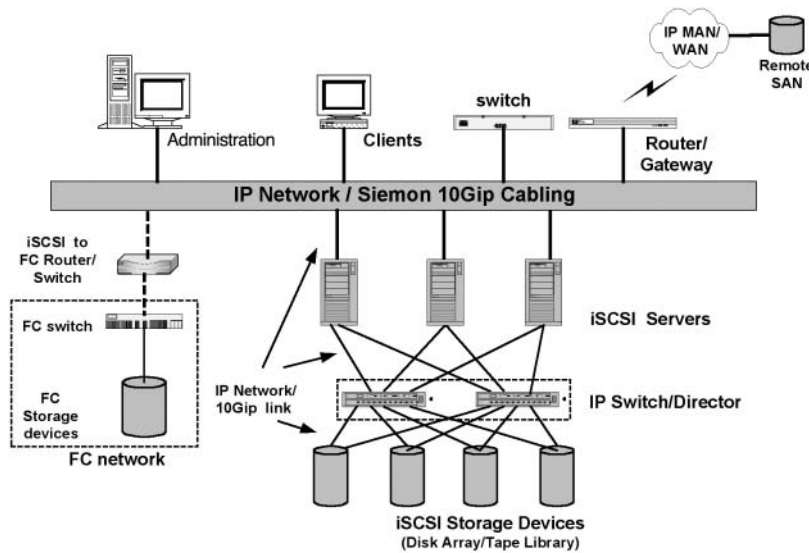 IP MAN/
WAN
Remote
SAN
switch
Administration
Clients
Router/
Gateway
IP Network / Siemon 10Gip Cabling
iSCSI to
FC Router/
Switch
FC switch
iSCSI Servers
IP Network/
10Gip link
IP Switch/Director
FC
Storage
devices
FC network
iSCSI Storage Devices
(Disk Array/Tape Library)